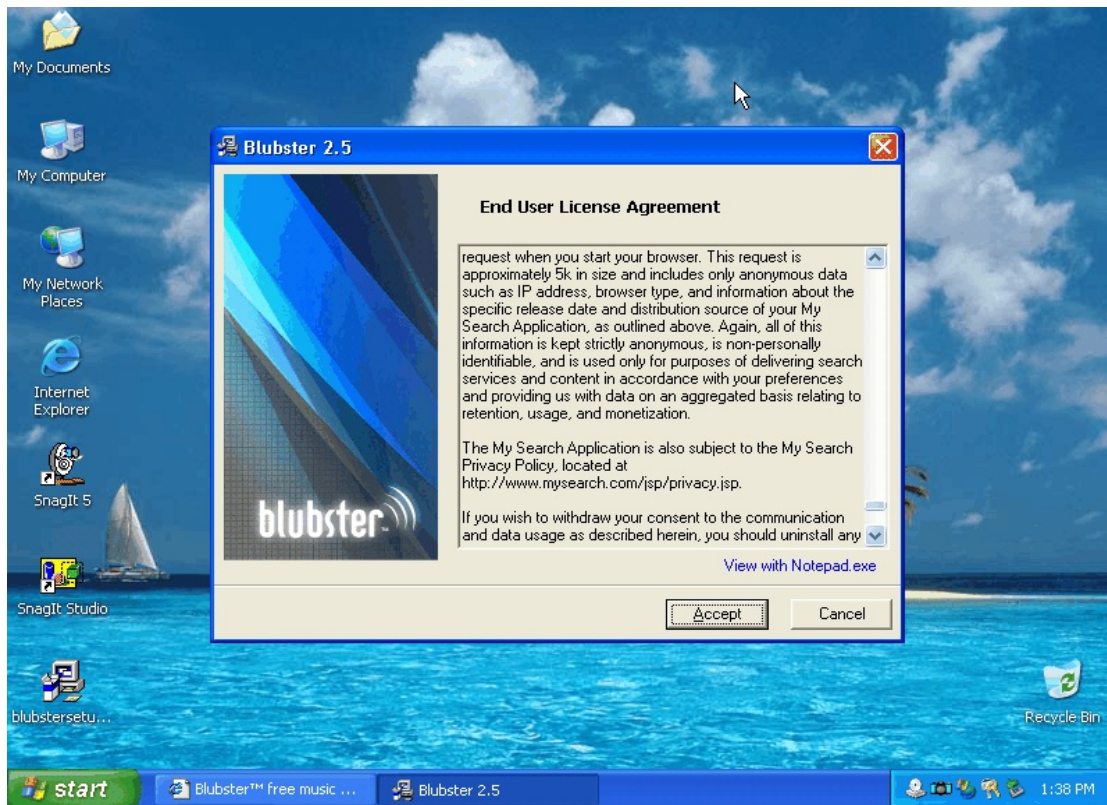 My Documents
My Computer
My Network
Places
Internet
Explorer
SnagIt 5
SnagIt Studio
blubstersetu...
Blubster 2.5
End User License Agreement
request when you start your browser. This request is
approximately 5k in size and includes only anonymous data
such as IP address, browser type, and information about the
specific release date and distribution source of your My
Search Application, as outlined above. Again, all of this
information is kept strictly anonymous, is non-personally
identifiable, and is used only for purposes of delivering search
services and content in accordance with your preferences
and providing us with data on an aggregated basis relating to
retention, usage, and monetization.
The My Search Application is also subject to the My Search
Privacy Policy, located at
http://www.mysearch.com/jsp/privacy.jsp.
If you wish to withdraw your consent to the communication
and data usage as described herein, you should uninstall any
blubster™
View with Notepad.exe
Accept
Cancel
Recycle Bin
start
Blubster™ free music ...
Blubster 2.5
1:38 PM